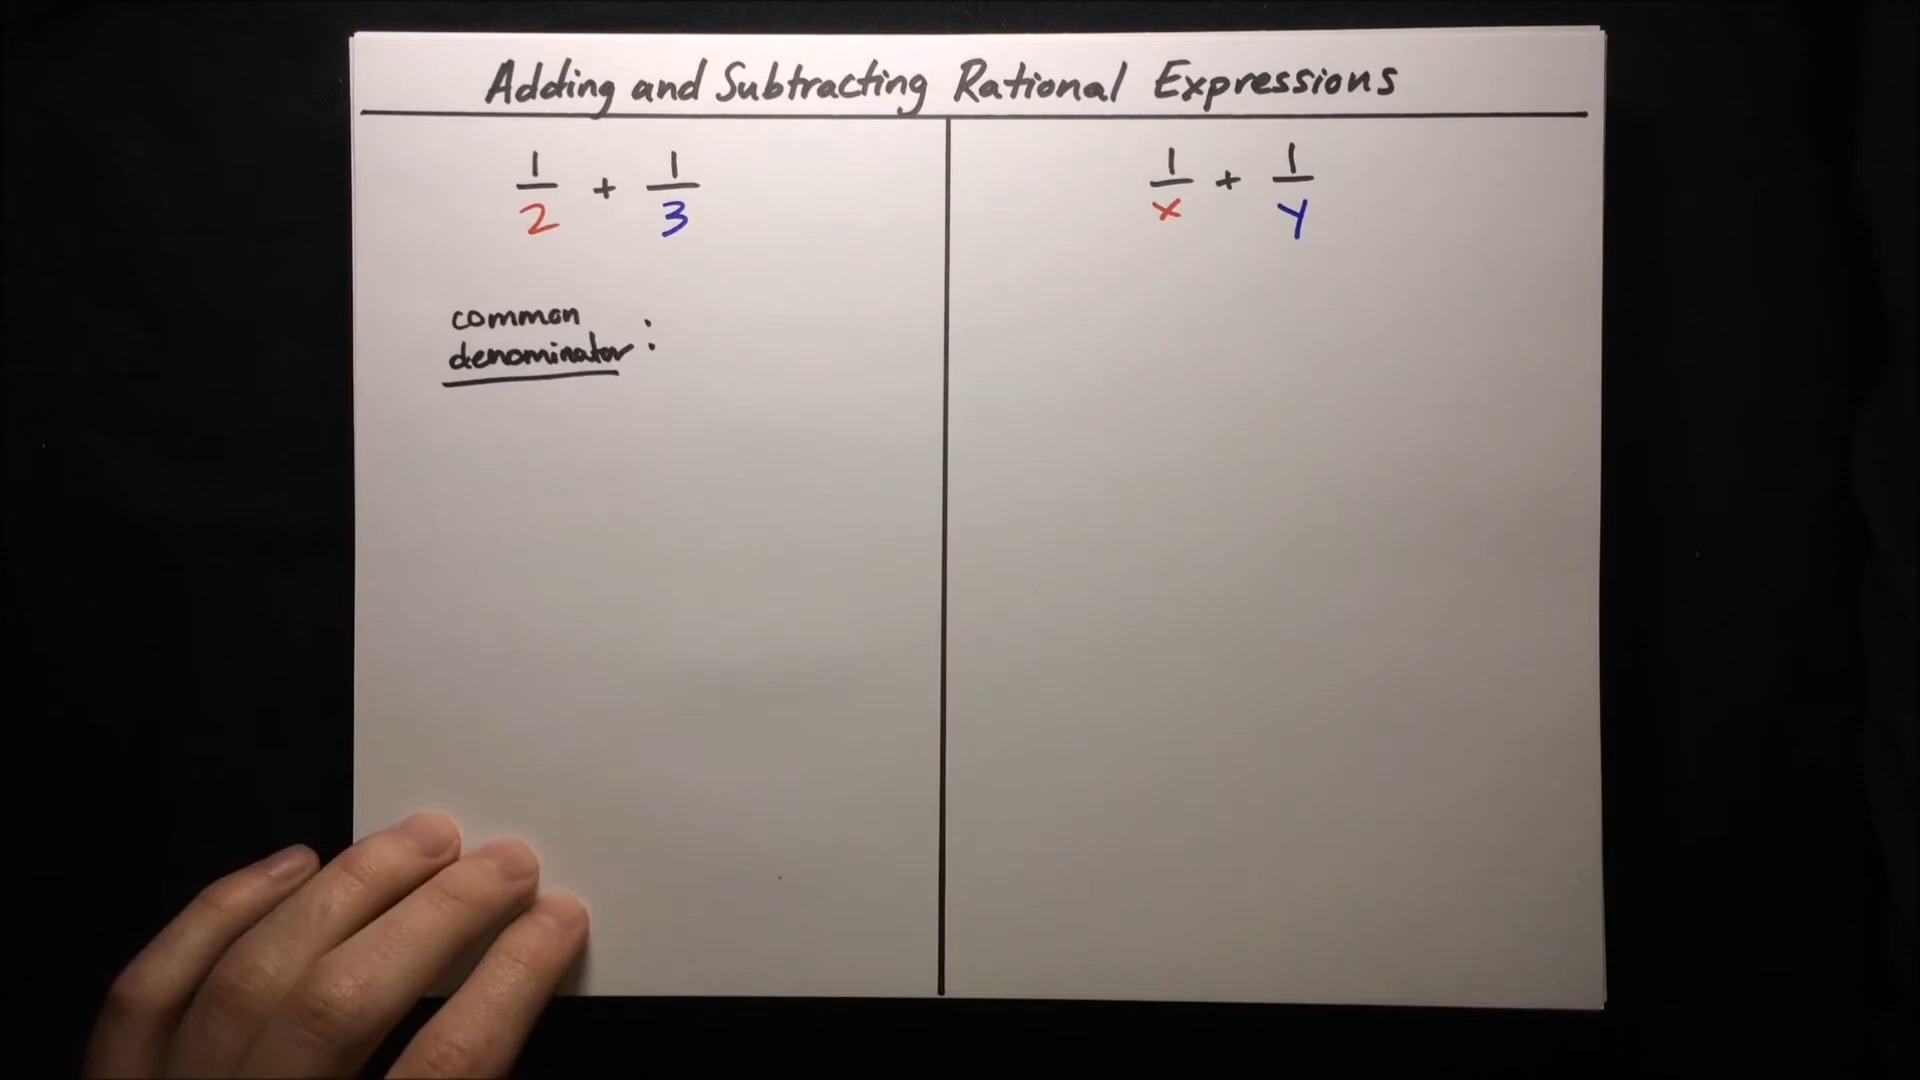 Adding and Subtracting Rational Expressions
1/2 + 1/3
common
denominator:
1/x + 1/y